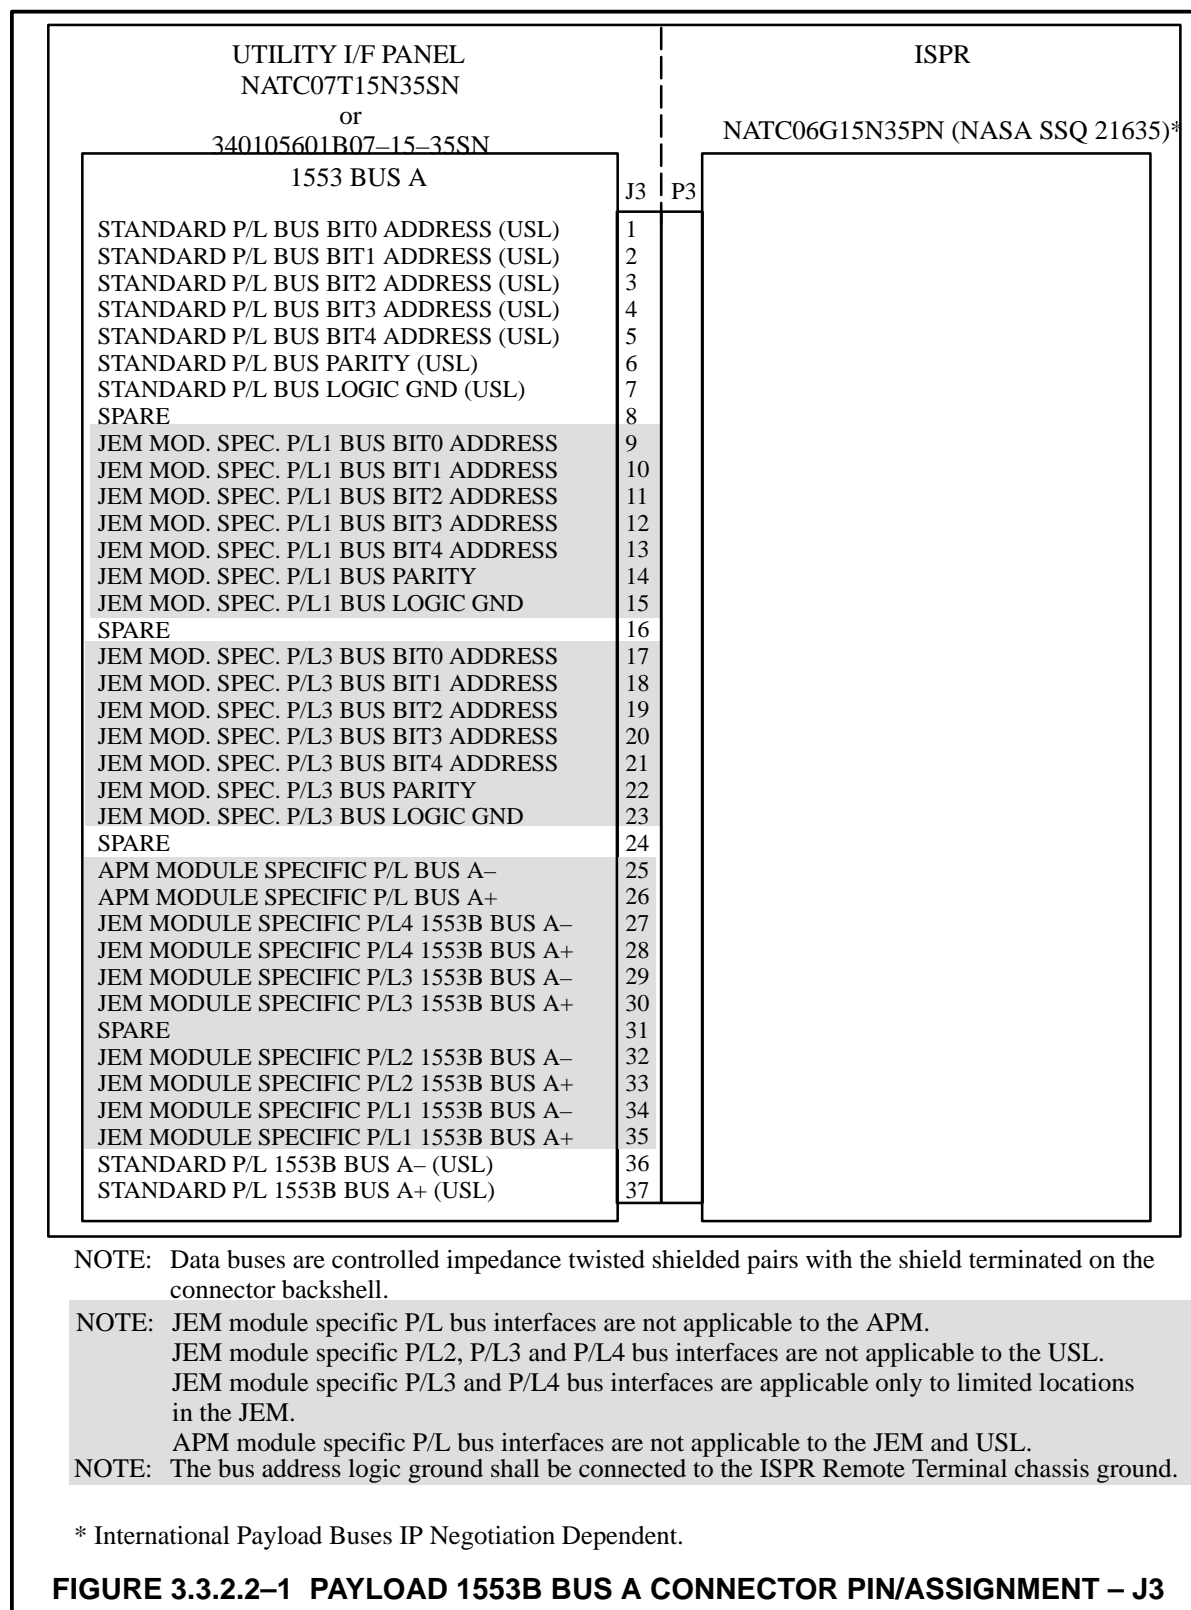 UTILITY I/F PANEL
NATC07T15N35SN
or
340105601B07–15–35SN
ISPR
NATC06G15N35PN (NASA SSQ 21635)*
1553 BUS A
J3 P3
STANDARD P/L BUS BIT0 ADDRESS (USL) 1
STANDARD P/L BUS BIT1 ADDRESS (USL) 2
STANDARD P/L BUS BIT2 ADDRESS (USL) 3
STANDARD P/L BUS BIT3 ADDRESS (USL) 4
STANDARD P/L BUS BIT4 ADDRESS (USL) 5
STANDARD P/L BUS PARITY (USL) 6
STANDARD P/L BUS LOGIC GND (USL) 7
SPARE 8
JEM MOD. SPEC. P/L1 BUS BIT0 ADDRESS 9
JEM MOD. SPEC. P/L1 BUS BIT1 ADDRESS 10
JEM MOD. SPEC. P/L1 BUS BIT2 ADDRESS 11
JEM MOD. SPEC. P/L1 BUS BIT3 ADDRESS 12
JEM MOD. SPEC. P/L1 BUS BIT4 ADDRESS 13
JEM MOD. SPEC. P/L1 BUS PARITY 14
JEM MOD. SPEC. P/L1 BUS LOGIC GND 15
SPARE 16
JEM MOD. SPEC. P/L3 BUS BIT0 ADDRESS 17
JEM MOD. SPEC. P/L3 BUS BIT1 ADDRESS 18
JEM MOD. SPEC. P/L3 BUS BIT2 ADDRESS 19
JEM MOD. SPEC. P/L3 BUS BIT3 ADDRESS 20
JEM MOD. SPEC. P/L3 BUS BIT4 ADDRESS 21
JEM MOD. SPEC. P/L3 BUS PARITY 22
JEM MOD. SPEC. P/L3 BUS LOGIC GND 23
SPARE 24
APM MODULE SPECIFIC P/L BUS A– 25
APM MODULE SPECIFIC P/L BUS A+ 26
JEM MODULE SPECIFIC P/L4 1553B BUS A– 27
JEM MODULE SPECIFIC P/L4 1553B BUS A+ 28
JEM MODULE SPECIFIC P/L3 1553B BUS A– 29
JEM MODULE SPECIFIC P/L3 1553B BUS A+ 30
SPARE 31
JEM MODULE SPECIFIC P/L2 1553B BUS A– 32
JEM MODULE SPECIFIC P/L2 1553B BUS A+ 33
JEM MODULE SPECIFIC P/L1 1553B BUS A– 34
JEM MODULE SPECIFIC P/L1 1553B BUS A+ 35
STANDARD P/L 1553B BUS A– (USL) 36
STANDARD P/L 1553B BUS A+ (USL) 37
NOTE: Data buses are controlled impedance twisted shielded pairs with the shield terminated on the
connector backshell.
NOTE: JEM module specific P/L bus interfaces are not applicable to the APM.
JEM module specific P/L2, P/L3 and P/L4 bus interfaces are not applicable to the USL.
JEM module specific P/L3 and P/L4 bus interfaces are applicable only to limited locations
in the JEM.
APM module specific P/L bus interfaces are not applicable to the JEM and USL.
NOTE: The bus address logic ground shall be connected to the ISPR Remote Terminal chassis ground.
* International Payload Buses IP Negotiation Dependent.
FIGURE 3.3.2.2–1 PAYLOAD 1553B BUS A CONNECTOR PIN/ASSIGNMENT – J3